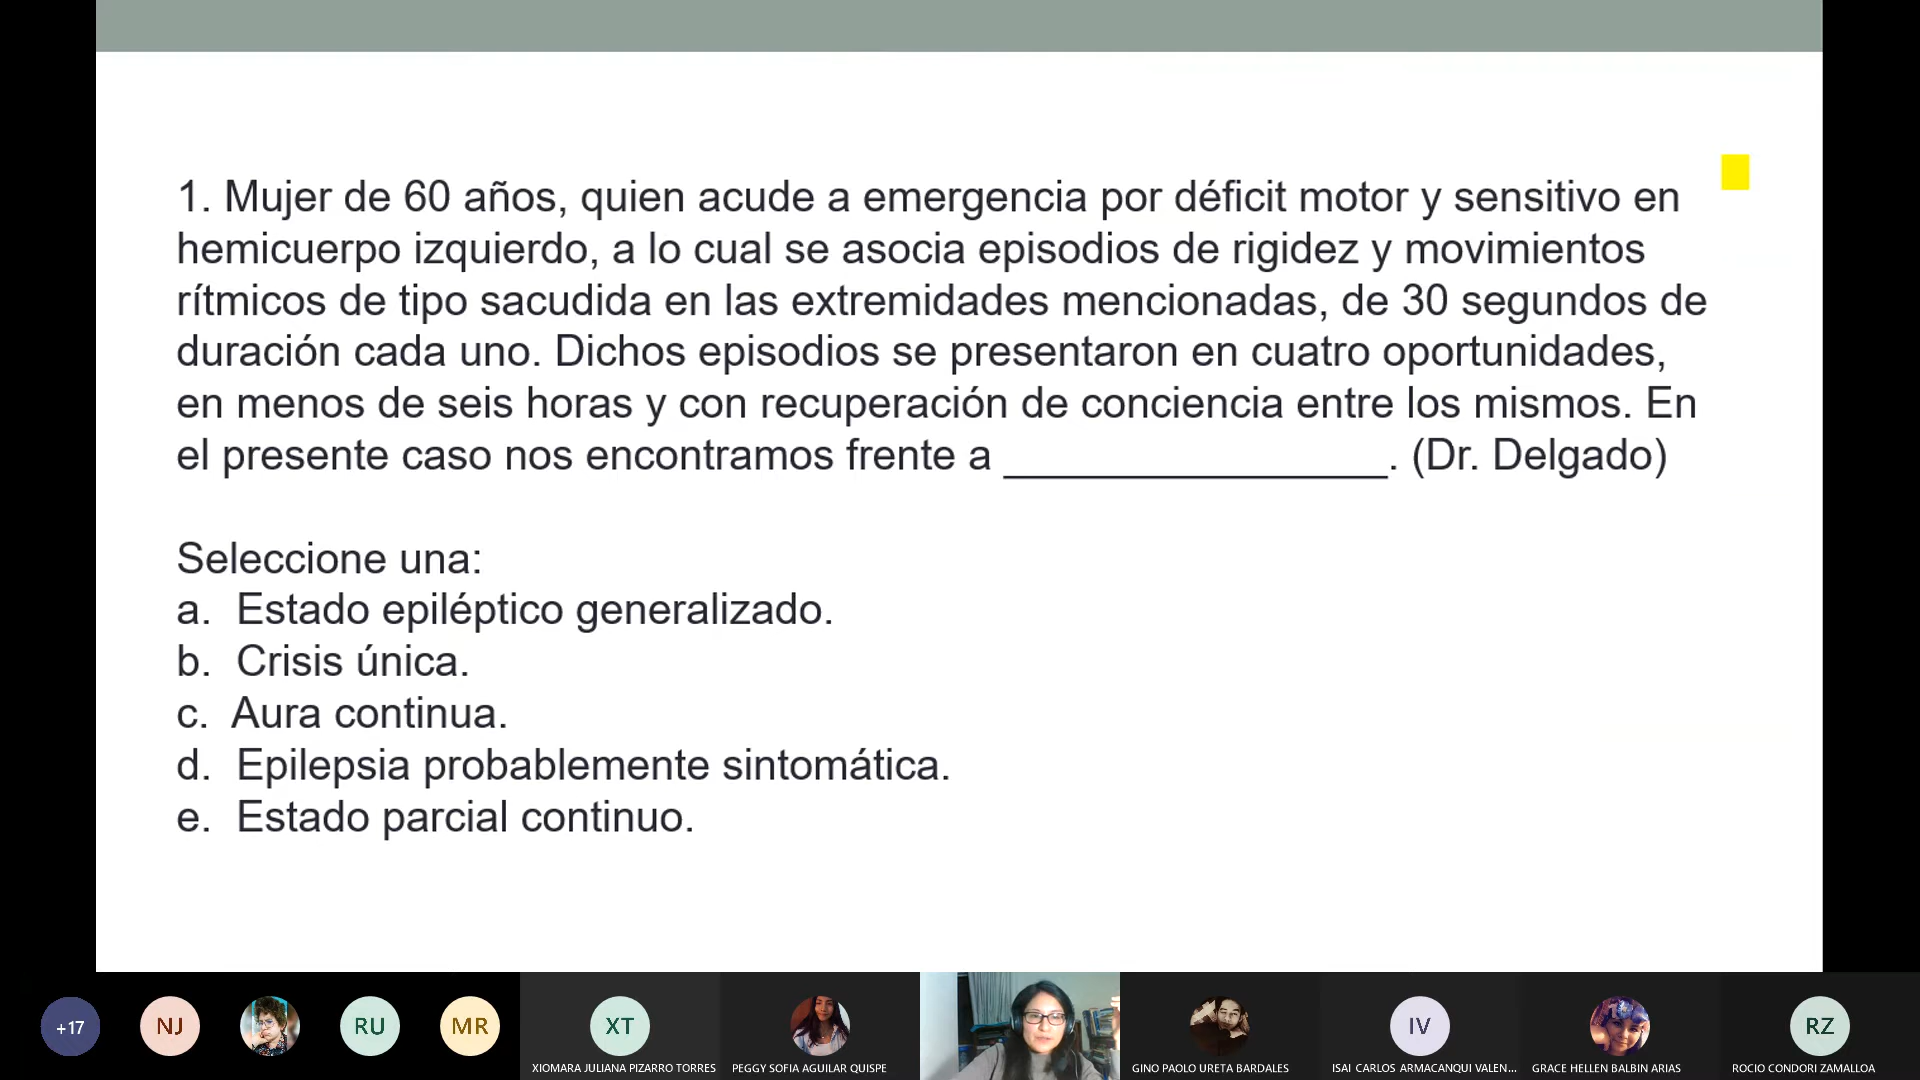 1. Mujer de 60 años, quien acude a emergencia por déficit motor y sensitivo en
hemicuerpo izquierdo, a lo cual se asocia episodios de rigidez y movimientos
rítmicos de tipo sacudida en las extremidades mencionadas, de 30 segundos de
duración cada uno. Dichos episodios se presentaron en cuatro oportunidades,
en menos de seis horas y con recuperación de conciencia entre los mismos. En
el presente caso nos encontramos frente a ________________. (Dr. Delgado)
Seleccione una:
a. Estado epiléptico generalizado.
b. Crisis única.
c. Aura continua.
d. Epilepsia probablemente sintomática.
e. Estado parcial continuo.
+17
NJ
RU
MR
XT
IV
RZ
XIOMARA JULIANA PIZARRO TORRES
PEGGY SOFIA AGUILAR QUISPE
GINO PAOLO URETA BARDALES
ISAI CARLOS ARMACANQUI VALEN...
GRACE HELLEN BALBIN ARIAS
ROCIO CONDORI ZAMALLOA